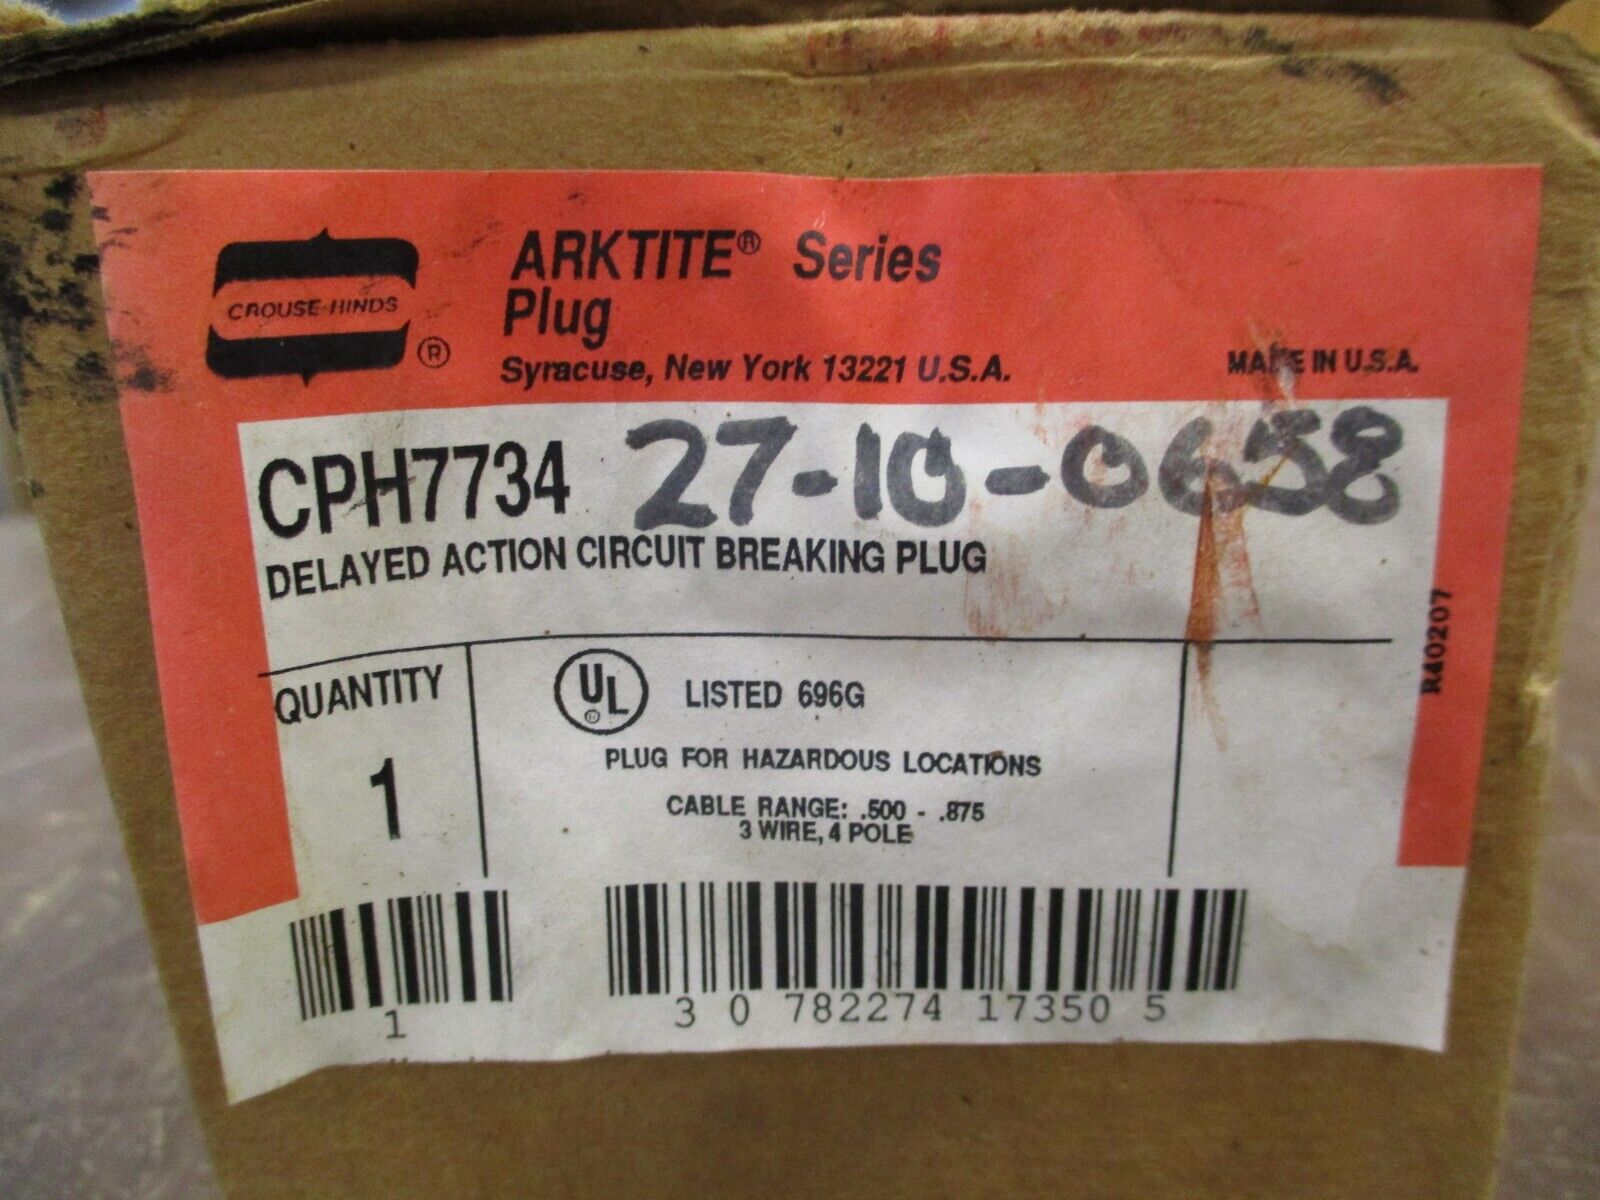 ARKTITE® Series
Plug
CROUSE-HINDS
®
Syracuse, New York 13221 U.S.A.
MADE IN U.S.A.
CPH7734 27-10-0658
DELAYED ACTION CIRCUIT BREAKING PLUG
R40207
QUANTITY
1
UL LISTED 696G
PLUG FOR HAZARDOUS LOCATIONS
CABLE RANGE: .500 - .875
3 WIRE, 4 POLE
1
3 0 782274 17350 5